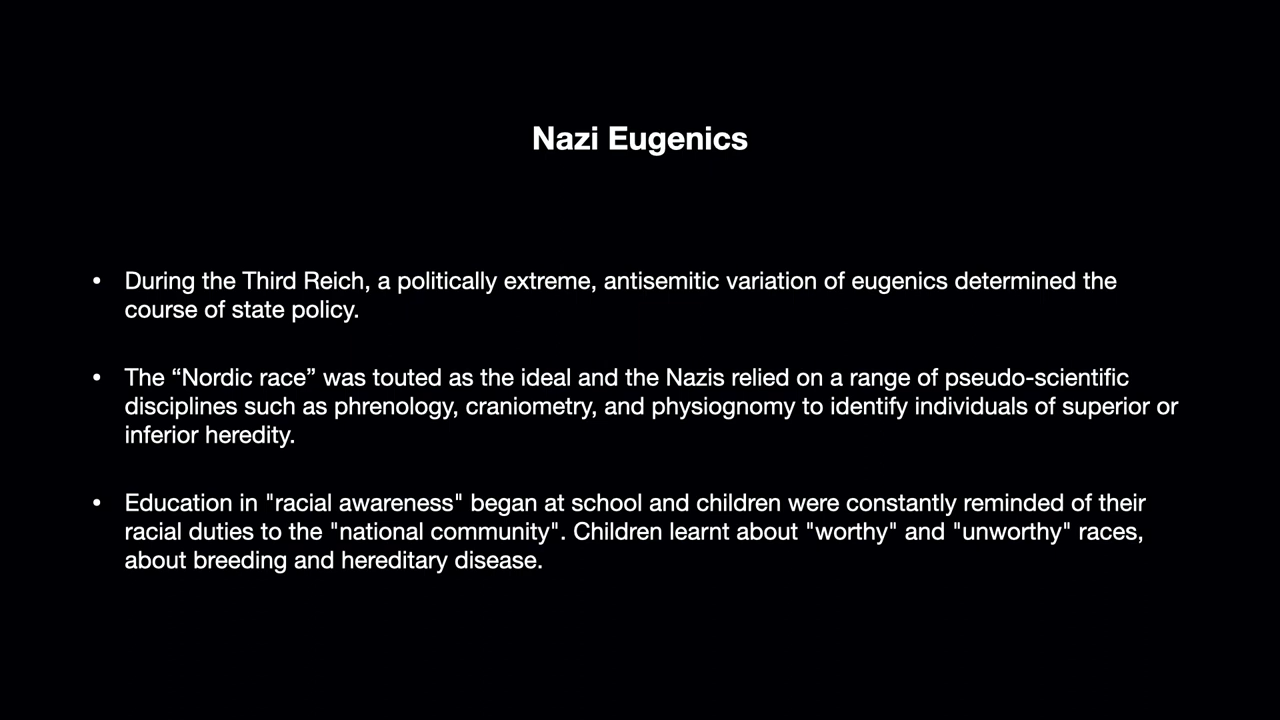 Nazi Eugenics
• During the Third Reich, a politically extreme, antisemitic variation of eugenics determined the
course of state policy.
• The “Nordic race” was touted as the ideal and the Nazis relied on a range of pseudo-scientific
disciplines such as phrenology, craniometry, and physiognomy to identify individuals of superior or
inferior heredity.
• Education in "racial awareness" began at school and children were constantly reminded of their
racial duties to the "national community". Children learnt about "worthy" and "unworthy" races,
about breeding and hereditary disease.